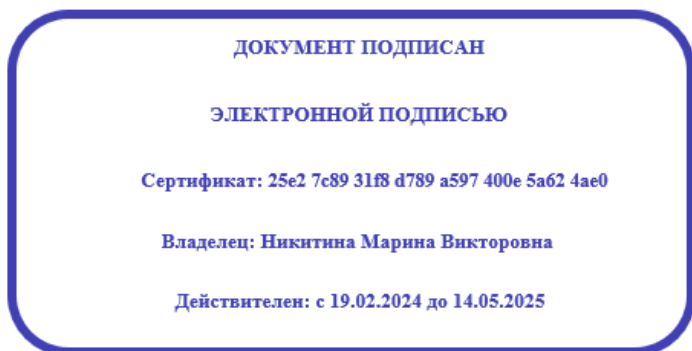 ДОКУМЕНТ ПОДПИСАН
ЭЛЕКТРОННОЙ ПОДПИСЬЮ
Сертификат: 25e2 7c89 31f8 d789 a597 400e 5a62 4ae0
Владелец: Никитина Марина Викторовна
Действителен: с 19.02.2024 до 14.05.2025